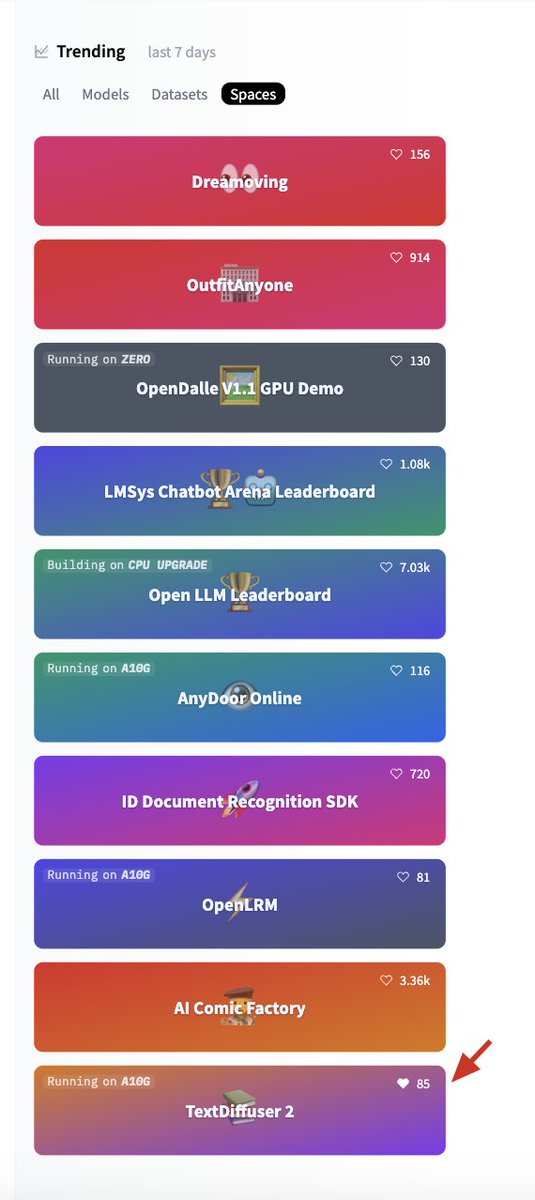 Trending last 7 days
All Models Datasets Spaces
156
Dreamoving
914
OutfitAnyone
Running on ZERO
130
OpenDalle V1.1 GPU Demo
1.08k
LMSys Chatbot Arena Leaderboard
Building on CPU UPGRADE
7.03k
Open LLM Leaderboard
Running on A10G
116
AnyDoor Online
720
ID Document Recognition SDK
Running on A10G
81
OpenLRM
3.36k
AI Comic Factory
Running on A10G
85
TextDiffuser 2